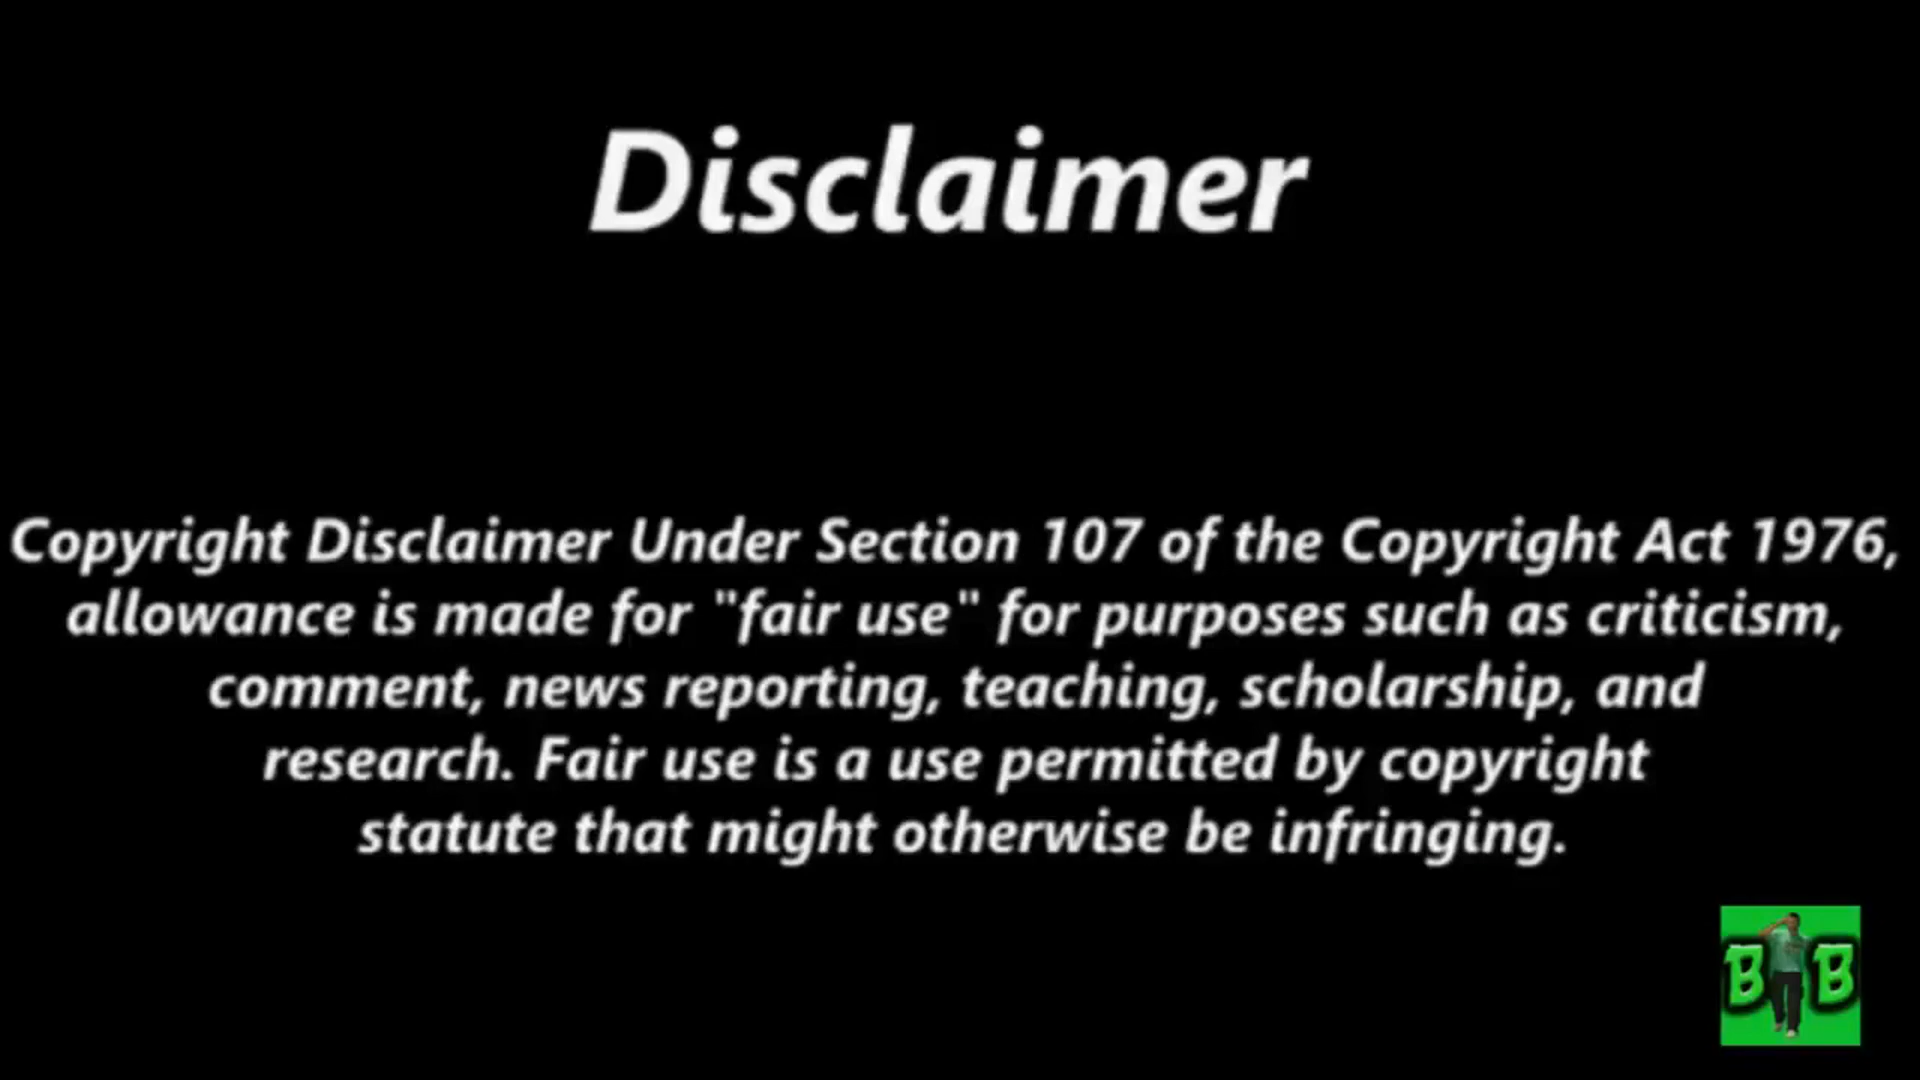 Disclaimer
Copyright Disclaimer Under Section 107 of the Copyright Act 1976,
allowance is made for "fair use" for purposes such as criticism,
comment, news reporting, teaching, scholarship, and
research. Fair use is a use permitted by copyright
statute that might otherwise be infringing.
B B